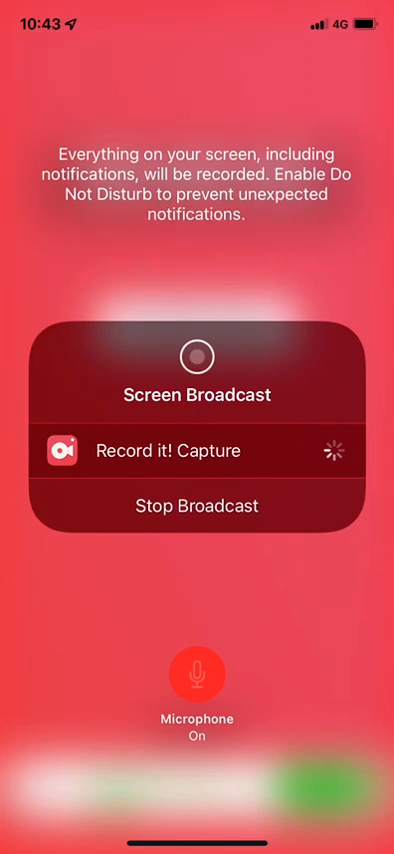 10:43
4G
Everything on your screen, including
notifications, will be recorded. Enable Do
Not Disturb to prevent unexpected
notifications.
Screen Broadcast
Record it! Capture
Stop Broadcast
Microphone
On